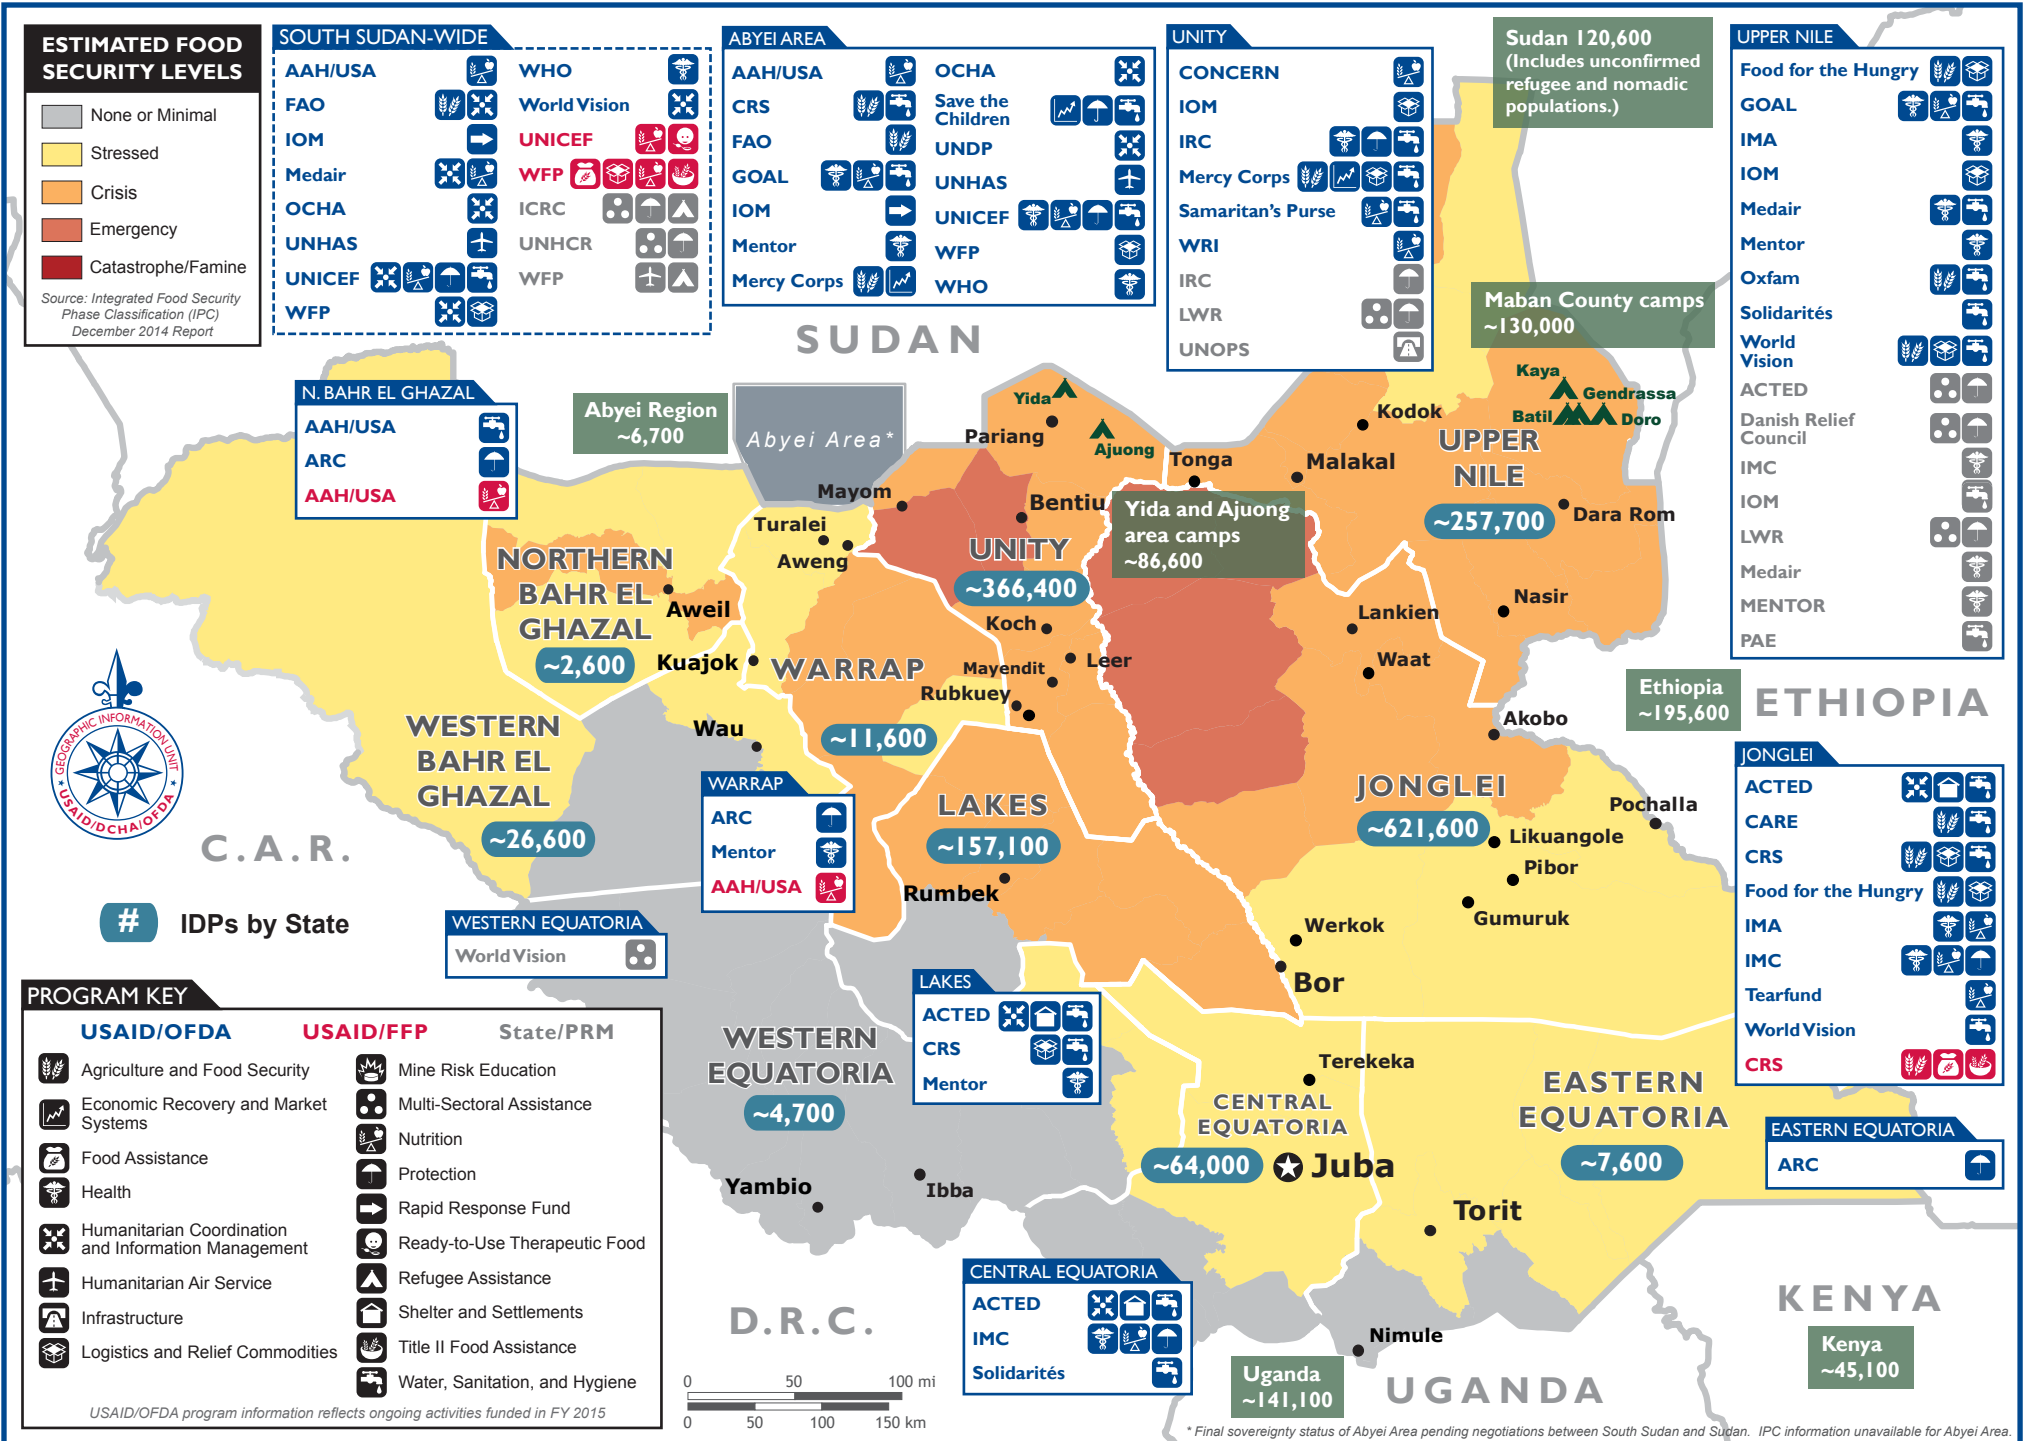 ESTIMATED FOOD
SECURITY LEVELS
None or Minimal
Stressed
Crisis
Emergency
Catastrophe/Famine
Source: Integrated Food Security
Phase Classification (IPC)
December 2014 Report
SOUTH SUDAN-WIDE
AAH/USA
FAO
IOM
Medair
OCHA
UNHAS
UNICEF
WFP
WHO
World Vision
UNICEF
WFP
ICRC
UNHCR
WFP
ABYEI AREA
AAH/USA
CRS
FAO
GOAL
IOM
Mentor
Mercy Corps
OCHA
Save the
Children
UNDP
UNHAS
UNICEF
WFP
WHO
UNITY
CONCERN
IOM
IRC
Mercy Corps
Samaritan's Purse
WRI
IRC
LWR
UNOPS
Sudan 120,600
(Includes unconfirmed
refugee and nomadic
populations.)
UPPER NILE
Food for the Hungry
GOAL
IMA
IOM
Medair
Mentor
Oxfam
Solidarités
World
Vision
ACTED
Danish Relief
Council
IMC
IOM
LWR
Medair
MENTOR
PAE
SUDAN
Maban County camps
~130,000
N. BAHR EL GHAZAL
AAH/USA
ARC
AAH/USA
Abyei Region
~6,700
Abyei Area*
Yida
Pariang
Ajuong
Kaya
Gendrassa
Batil
Doro
Kodok
UPPER
NILE
~257,700
Tonga
Malakal
Dara Rom
Mayom
Bentiu
Yida and Ajuong
area camps
~86,600
Turalei
Aweng
UNITY
~366,400
NORTHERN
BAHR EL
GHAZAL
~2,600
Aweil
Koch
Lankien
Nasir
Kuajok
WARRAP
Mayendit
Leer
Waat
Rubkuey
Ethiopia
~195,600
ETHIOPIA
WESTERN
BAHR EL
GHAZAL
~26,600
Wau
~11,600
Akobo
GEOGRAPHIC INFORMATION UNIT
USAID/DCHA/OFDA
C.A.R.
WARRAP
ARC
Mentor
AAH/USA
LAKES
~157,100
Rumbek
JONGLEI
~621,600
Likuangole
Pochalla
Pibor
Gumuruk
Werkok
Bor
JONGLEI
ACTED
CARE
CRS
Food for the Hungry
IMA
IMC
Tearfund
World Vision
CRS
# IDPs by State
WESTERN EQUATORIA
World Vision
LAKES
ACTED
CRS
Mentor
WESTERN
EQUATORIA
~4,700
Terekeka
CENTRAL
EQUATORIA
~64,000
Juba
EASTERN
EQUATORIA
~7,600
EASTERN EQUATORIA
ARC
Yambio
Ibba
Torit
PROGRAM KEY
USAID/OFDA USAID/FFP State/PRM
Agriculture and Food Security
Economic Recovery and Market
Systems
Food Assistance
Health
Humanitarian Coordination
and Information Management
Humanitarian Air Service
Infrastructure
Logistics and Relief Commodities
Mine Risk Education
Multi-Sectoral Assistance
Nutrition
Protection
Rapid Response Fund
Ready-to-Use Therapeutic Food
Refugee Assistance
Shelter and Settlements
Title II Food Assistance
Water, Sanitation, and Hygiene
USAID/OFDA program information reflects ongoing activities funded in FY 2015
D.R.C.
CENTRAL EQUATORIA
ACTED
IMC
Solidarités
Nimule
KENYA
Kenya
~45,100
Uganda
~141,100
UGANDA
0 50 100 mi
0 50 100 150 km
* Final sovereignty status of Abyei Area pending negotiations between South Sudan and Sudan. IPC information unavailable for Abyei Area.